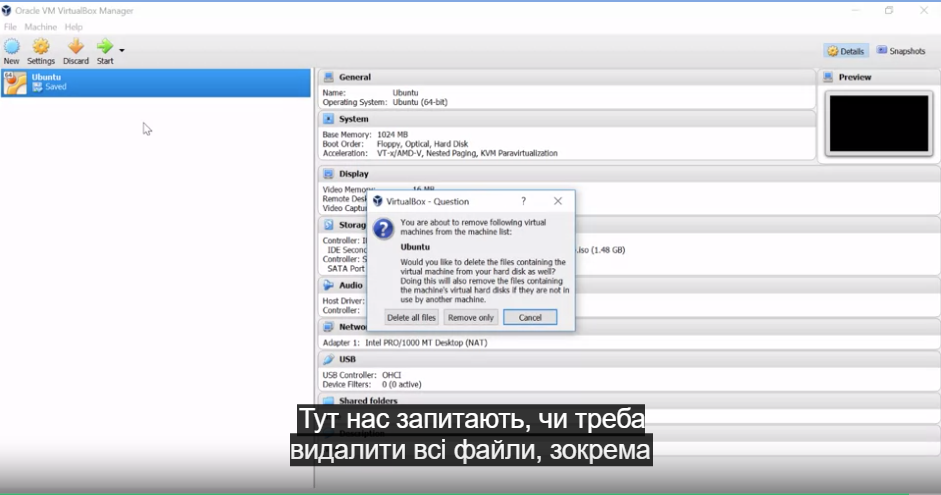 Oracle VM VirtualBox Manager
File Machine Help
New Settings Discard Start
Details Snapshots
64
Ubuntu
Saved
General
Name: Ubuntu
Operating System: Ubuntu (64-bit)
Preview
System
Base Memory: 1024 MB
Boot Order: Floppy, Optical, Hard Disk
Acceleration: VT-x/AMD-V, Nested Paging, KVM Paravirtualization
Display
Video Memory: 16 MB
Remote Desk
Video Captu
VirtualBox - Question
?
You are about to remove following virtual
machines from the machine list:
Ubuntu
Would you like to delete the files containing the
virtual machine from your hard disk as well?
Doing this will also remove the files containing
the machine's virtual hard disks if they are not in
use by another machine.
Delete all files Remove only Cancel
Storag
Controller: I
IDE Second .iso (1.48 GB)
Controller: S
SATA Port
Audio
Host Driver:
Controller:
Netwo
Adapter 1: Intel PRO/1000 MT Desktop (NAT)
USB
USB Controller: OHCI
Device Filters: 0 (0 active)
Shared folders
Тут нас запитають, чи треба
видалити всі файли, зокрема